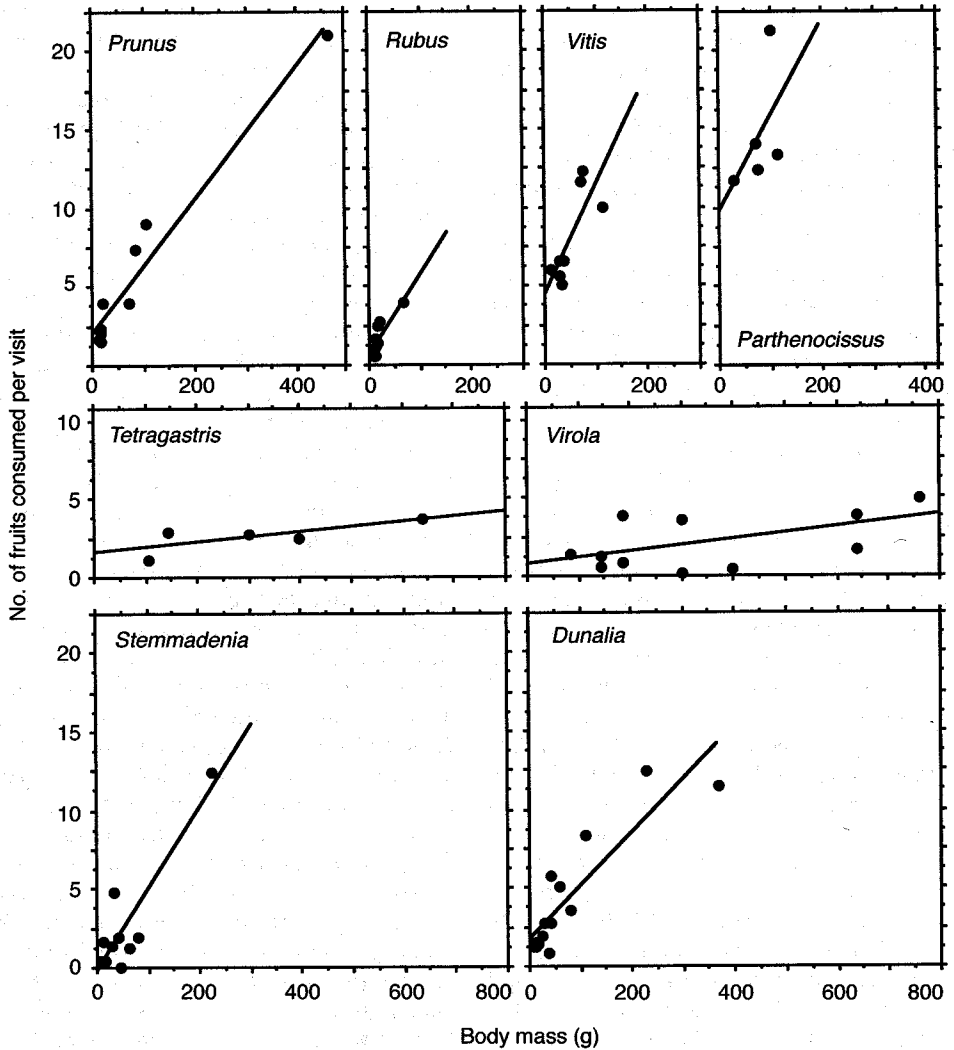 Prunus
Rubus
Vitis
Parthenocissus
20
15
10
5
0
0 200 400
0 200
0 200
0 200 400
Tetragastris
Virola
10
5
0
Stemmadenia
Dunalia
20
15
10
5
0
0 200 400 600 800
0 200 400 600 800
No. of fruits consumed per visit
Body mass (g)